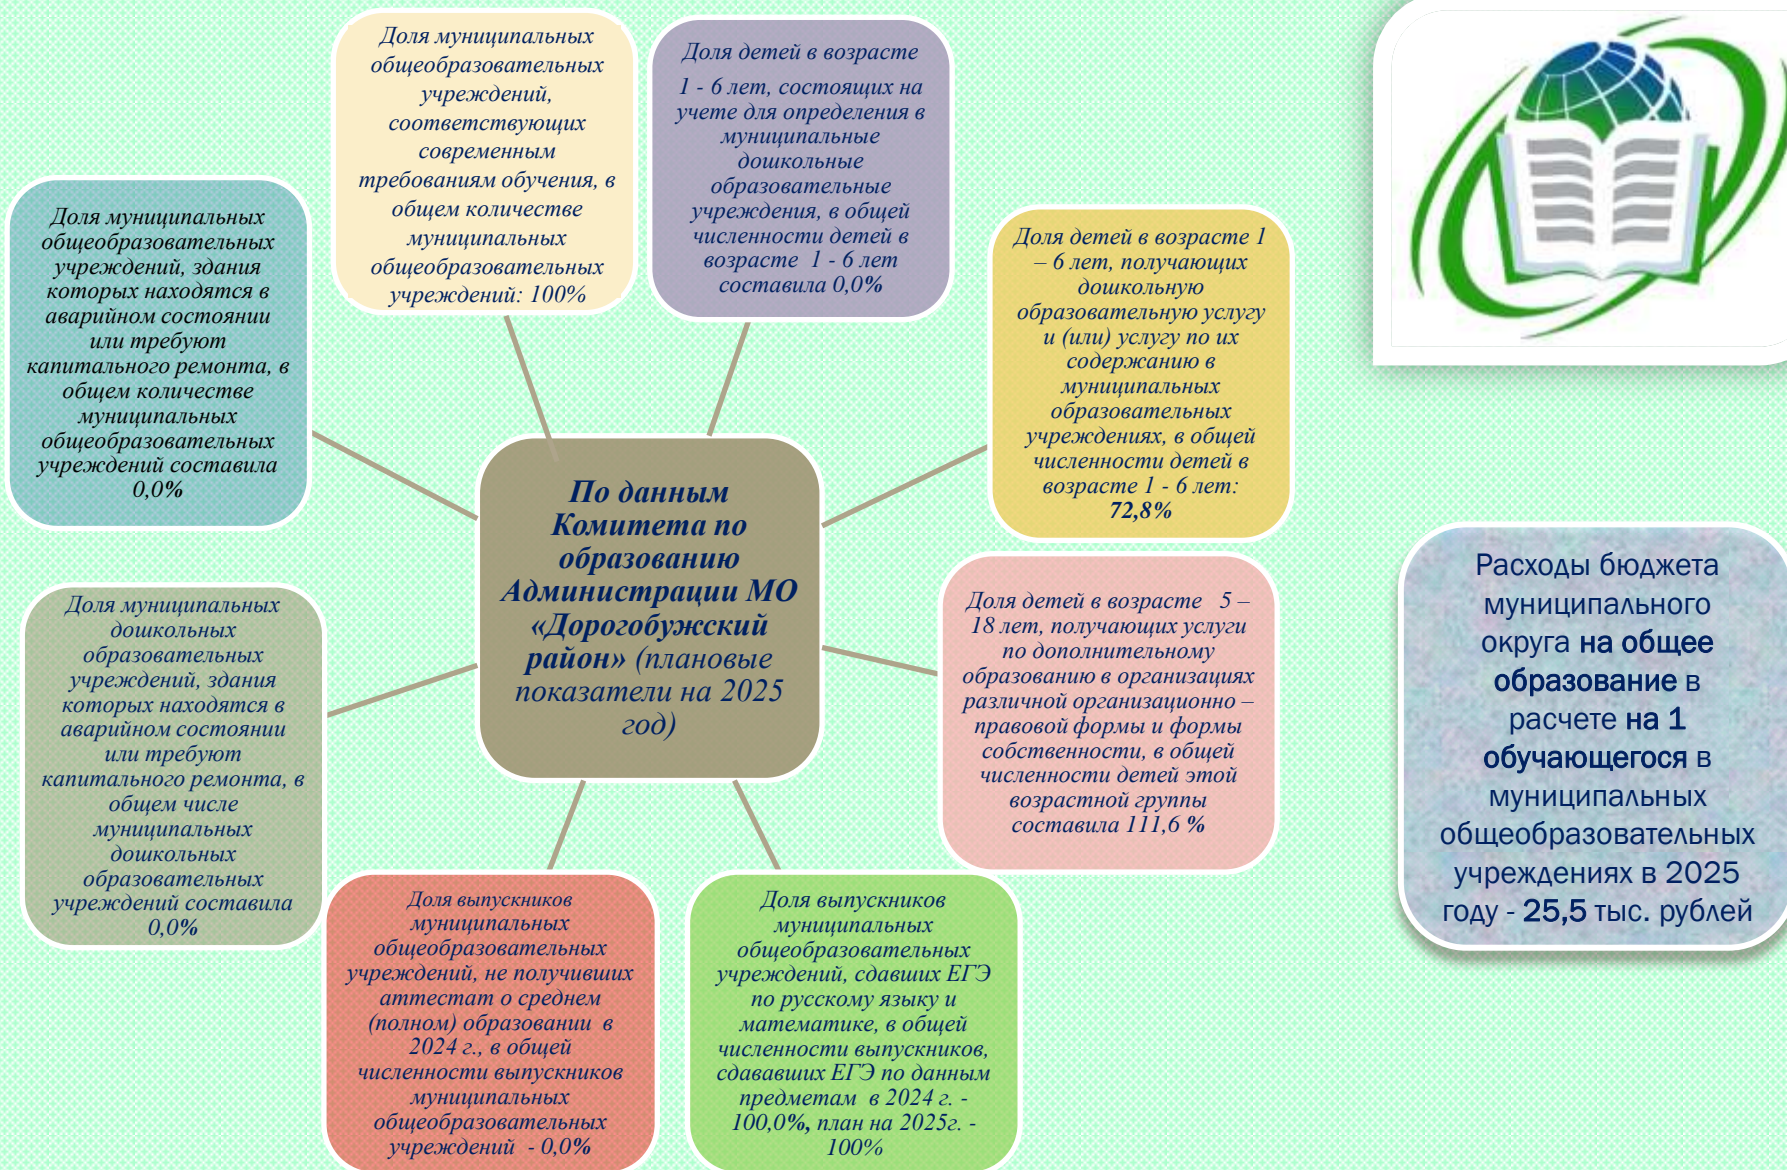 Доля муниципальных
общеобразовательных
учреждений,
соответствующих
современным
требованиям обучения, в
общем количестве
муниципальных
общеобразовательных
учреждений: 100%
Доля детей в возрасте
1 - 6 лет, состоящих на
учете для определения в
муниципальные
дошкольные
образовательные
учреждения, в общей
численности детей в
возрасте 1 - 6 лет
составила 0,0%
Доля муниципальных
общеобразовательных
учреждений, здания
которых находятся в
аварийном состоянии
или требуют
капитального ремонта, в
общем количестве
муниципальных
общеобразовательных
учреждений составила
0,0%
Доля детей в возрасте 1
– 6 лет, получающих
дошкольную
образовательную услугу
и (или) услугу по их
содержанию в
муниципальных
образовательных
учреждениях, в общей
численности детей в
возрасте 1 - 6 лет:
72,8%
По данным
Комитета по
образованию
Администрации МО
«Дорогобужский
район» (плановые
показатели на 2025
год)
Доля муниципальных
дошкольных
образовательных
учреждений, здания
которых находятся в
аварийном состоянии
или требуют
капитального ремонта, в
общем числе
муниципальных
дошкольных
образовательных
учреждений составила
0,0%
Доля детей в возрасте 5 –
18 лет, получающих услуги
по дополнительному
образованию в организациях
различной организационно –
правовой формы и формы
собственности, в общей
численности детей этой
возрастной группы
составила 111,6 %
Доля выпускников
муниципальных
общеобразовательных
учреждений, не получивших
аттестат о среднем
(полном) образовании в
2024 г., в общей
численности выпускников
муниципальных
общеобразовательных
учреждений - 0,0%
Доля выпускников
муниципальных
общеобразовательных
учреждений, сдавших ЕГЭ
по русскому языку и
математике, в общей
численности выпускников,
сдававших ЕГЭ по данным
предметам в 2024 г. -
100,0%, план на 2025г. -
100%
Расходы бюджета
муниципального
округа на общее
образование в
расчете на 1
обучающегося в
муниципальных
общеобразовательных
учреждениях в 2025
году - 25,5 тыс. рублей